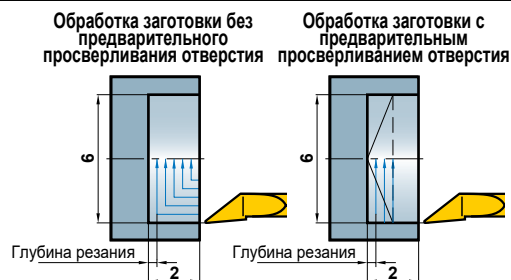 Обработка заготовки без
предварительного
просверливания отверстия
Обработка заготовки с
предварительным
просверливанием отверстия
6
6
Глубина резания
2
Глубина резания
2